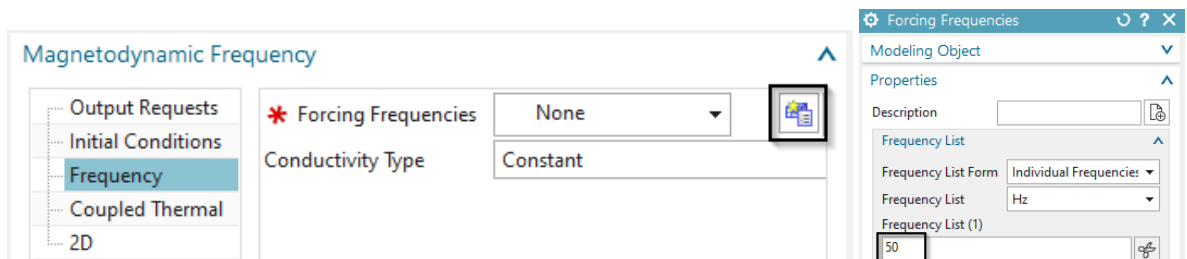 Magnetodynamic Frequency
Output Requests
Initial Conditions
Frequency
Coupled Thermal
2D
* Forcing Frequencies None
Conductivity Type Constant
Forcing Frequencies ? X
Modeling Object
Properties
Description
Frequency List
Frequency List Form Individual Frequencies
Frequency List Hz
Frequency List (1)
50